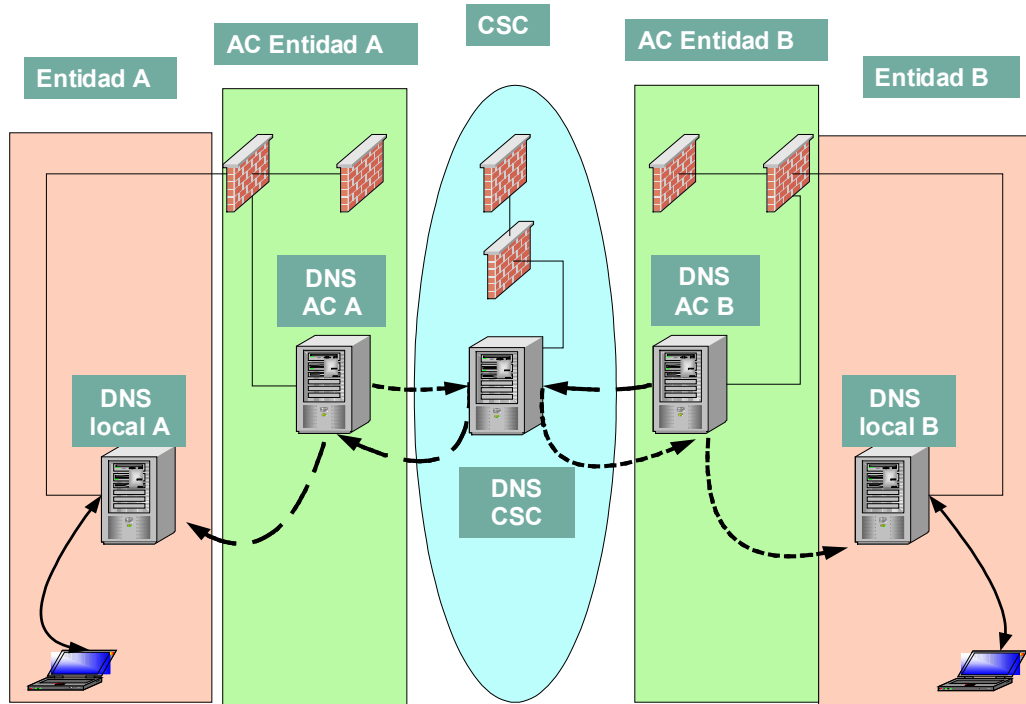 CSC
AC Entidad A
AC Entidad B
Entidad A
Entidad B
DNS
AC A
DNS
AC B
DNS
local A
DNS
local B
DNS
CSC